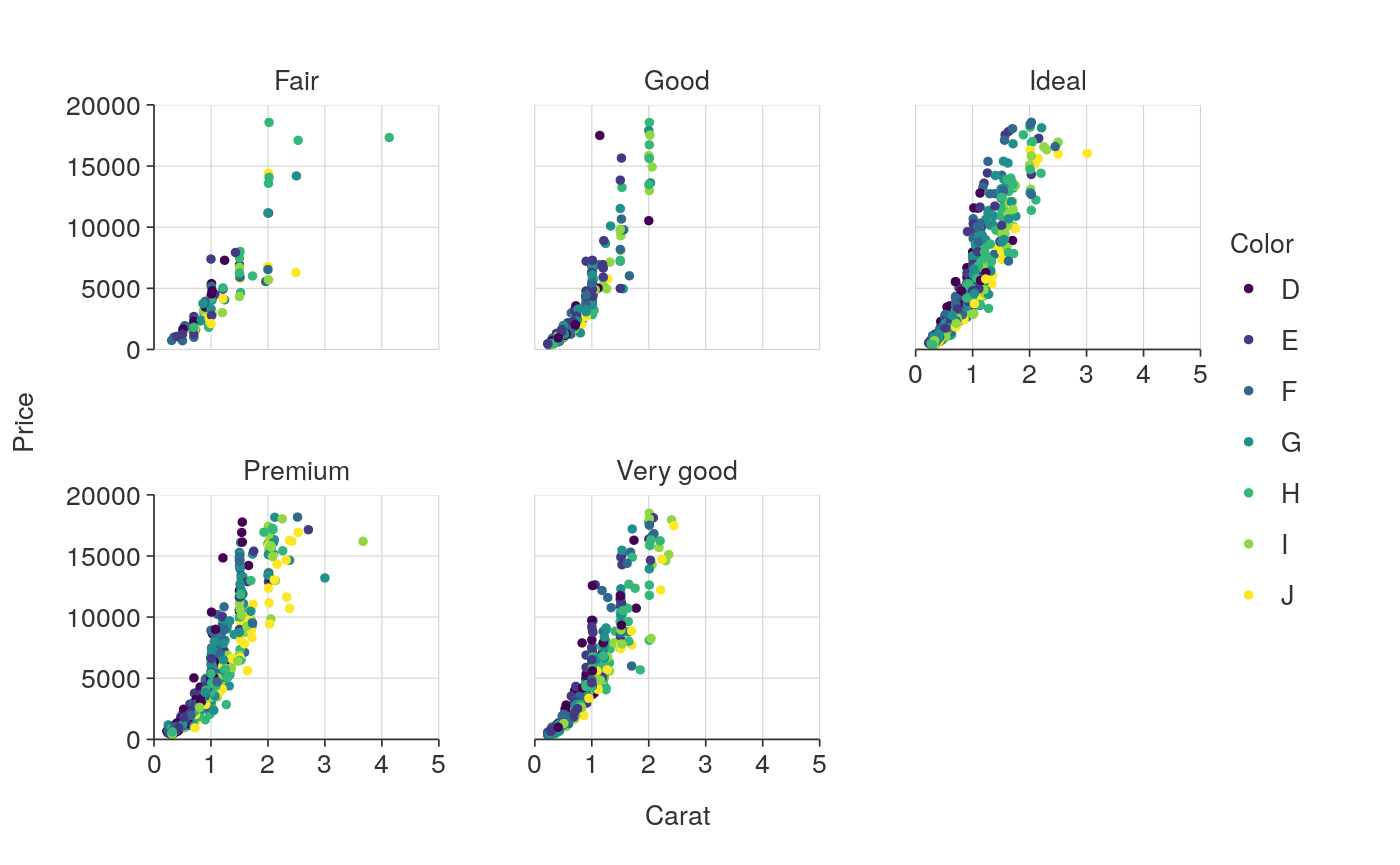 Fair Good Ideal
20000
15000
10000
5000
0
0 1 2 3 4 5
Price
Color
D
E
F
G
H
I
J
Premium Very good
20000
15000
10000
5000
0
0 1 2 3 4 5 0 1 2 3 4 5
Carat